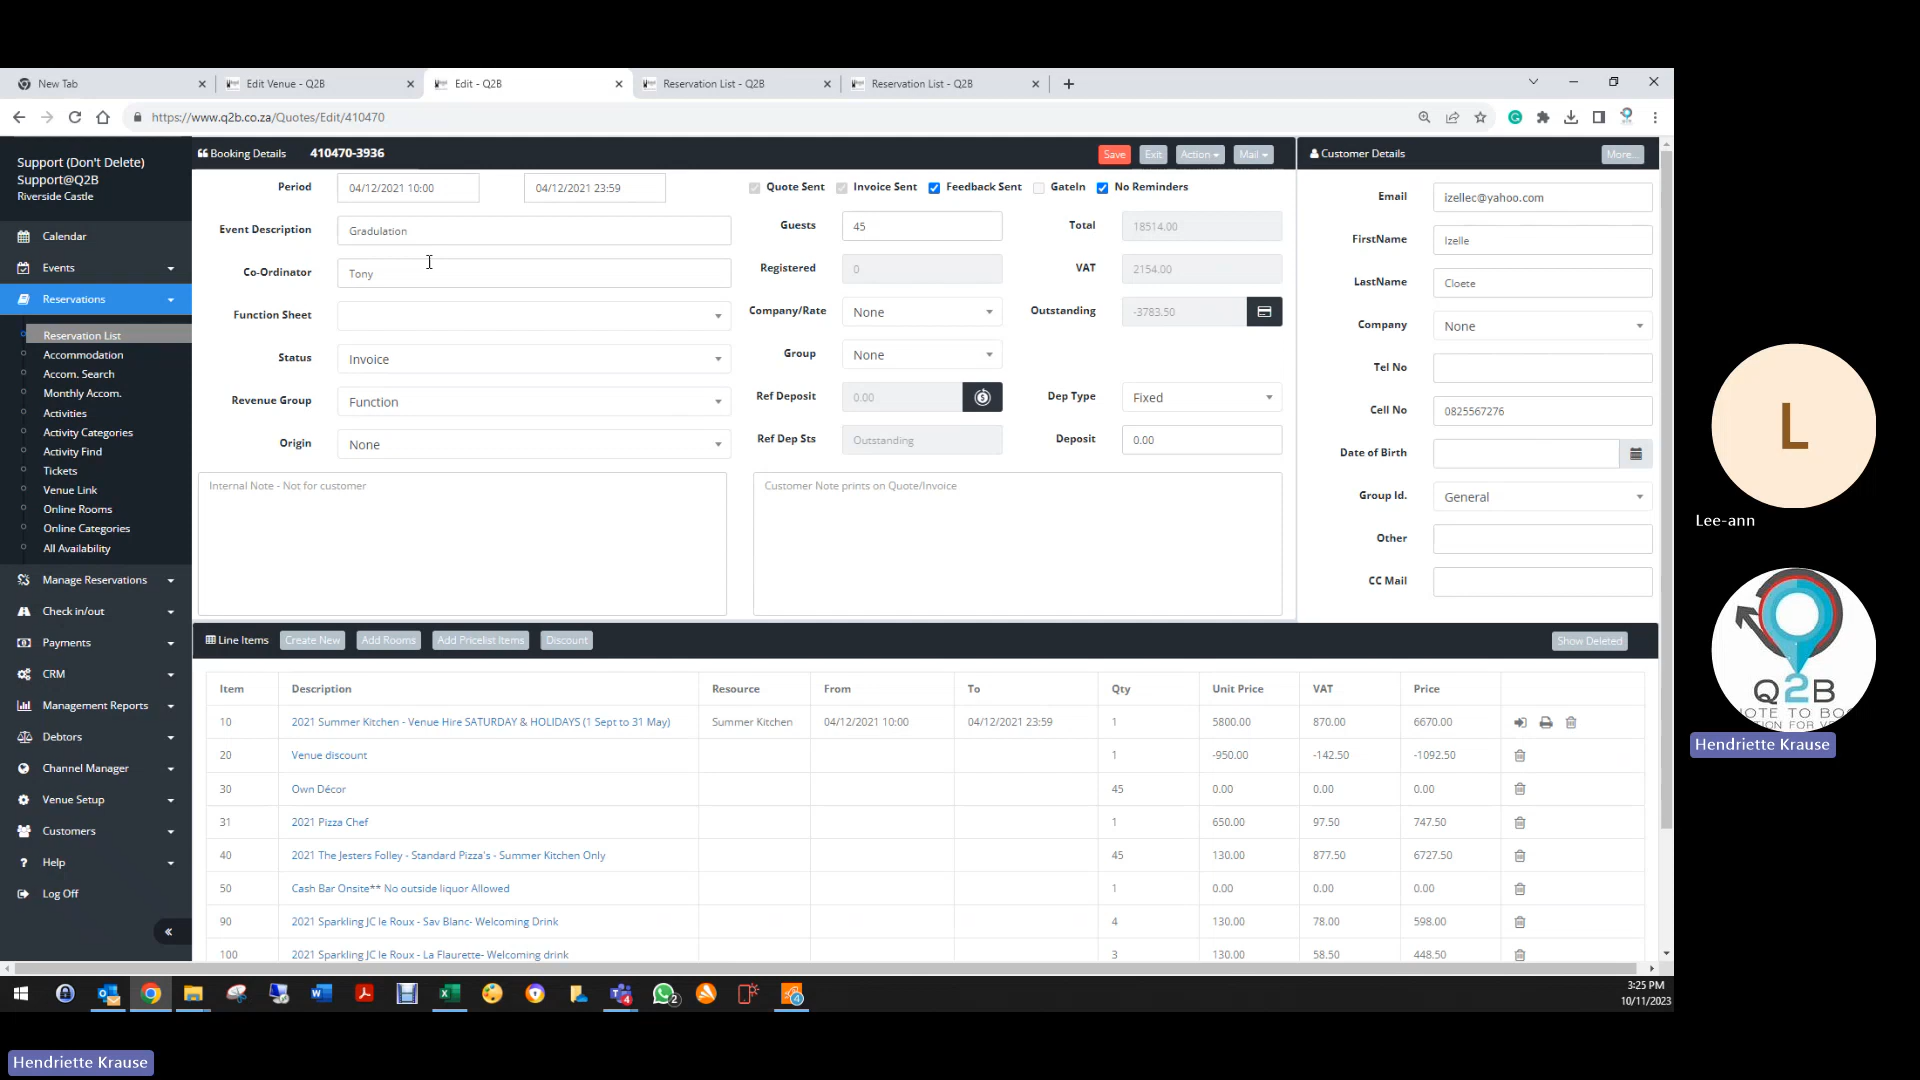 New Tab
Edit Venue - Q2B
Edit - Q2B
Reservation List - Q2B
Reservation List - Q2B
https://www.q2b.co.za/Quotes/Edit/410470
Support (Don't Delete)
Support@Q2B
Riverside Castle
Calendar
Events
Reservations
Reservation List
Accommodation
Accom. Search
Monthly Accom.
Activities
Activity Categories
Activity Find
Tickets
Venue Link
Online Rooms
Online Categories
All Availability
Manage Reservations
Check in/out
Payments
CRM
Management Reports
Debtors
Channel Manager
Venue Setup
Customers
Help
Log Off
Booking Details 410470-3936 Save Exit Action Mail
Period 04/12/2021 10:00 04/12/2021 23:59
Event Description Gradulation
Co-Ordinator Tony
Function Sheet
Status Invoice
Revenue Group Function
Origin None
Quote Sent Invoice Sent Feedback Sent GateIn No Reminders
Guests 45 Total 18514.00
Registered 0 VAT 2154.00
Company/Rate None Outstanding -3783.50
Group None
Ref Deposit 0.00 Dep Type Fixed
Ref Dep Sts Outstanding Deposit 0.00
Internal Note - Not for customer
Customer Note prints on Quote/Invoice
Customer Details More...
Email izellec@yahoo.com
FirstName Izelle
LastName Cloete
Company None
Tel No
Cell No 0825567276
Date of Birth
Group Id. General
Other
CC Mail
Line Items Create New Add Rooms Add Pricelist Items Discount Show Deleted
Item Description Resource From To Qty Unit Price VAT Price
10 2021 Summer Kitchen - Venue Hire SATURDAY & HOLIDAYS (1 Sept to 31 May) Summer Kitchen 04/12/2021 10:00 04/12/2021 23:59 1 5800.00 870.00 6670.00
20 Venue discount 1 -950.00 -142.50 -1092.50
30 Own Décor 45 0.00 0.00 0.00
31 2021 Pizza Chef 1 650.00 97.50 747.50
40 2021 The Jesters Folley - Standard Pizza's - Summer Kitchen Only 45 130.00 877.50 6727.50
50 Cash Bar Onsite** No outside liquor Allowed 1 0.00 0.00 0.00
90 2021 Sparkling JC le Roux - Sav Blanc- Welcoming Drink 4 130.00 78.00 598.00
100 2021 Sparkling JC le Roux - La Flaurette- Welcoming drink 3 130.00 58.50 448.50
3:25 PM
10/11/2023
L
Lee-ann
Q2B
Hendriette Krause
Hendriette Krause